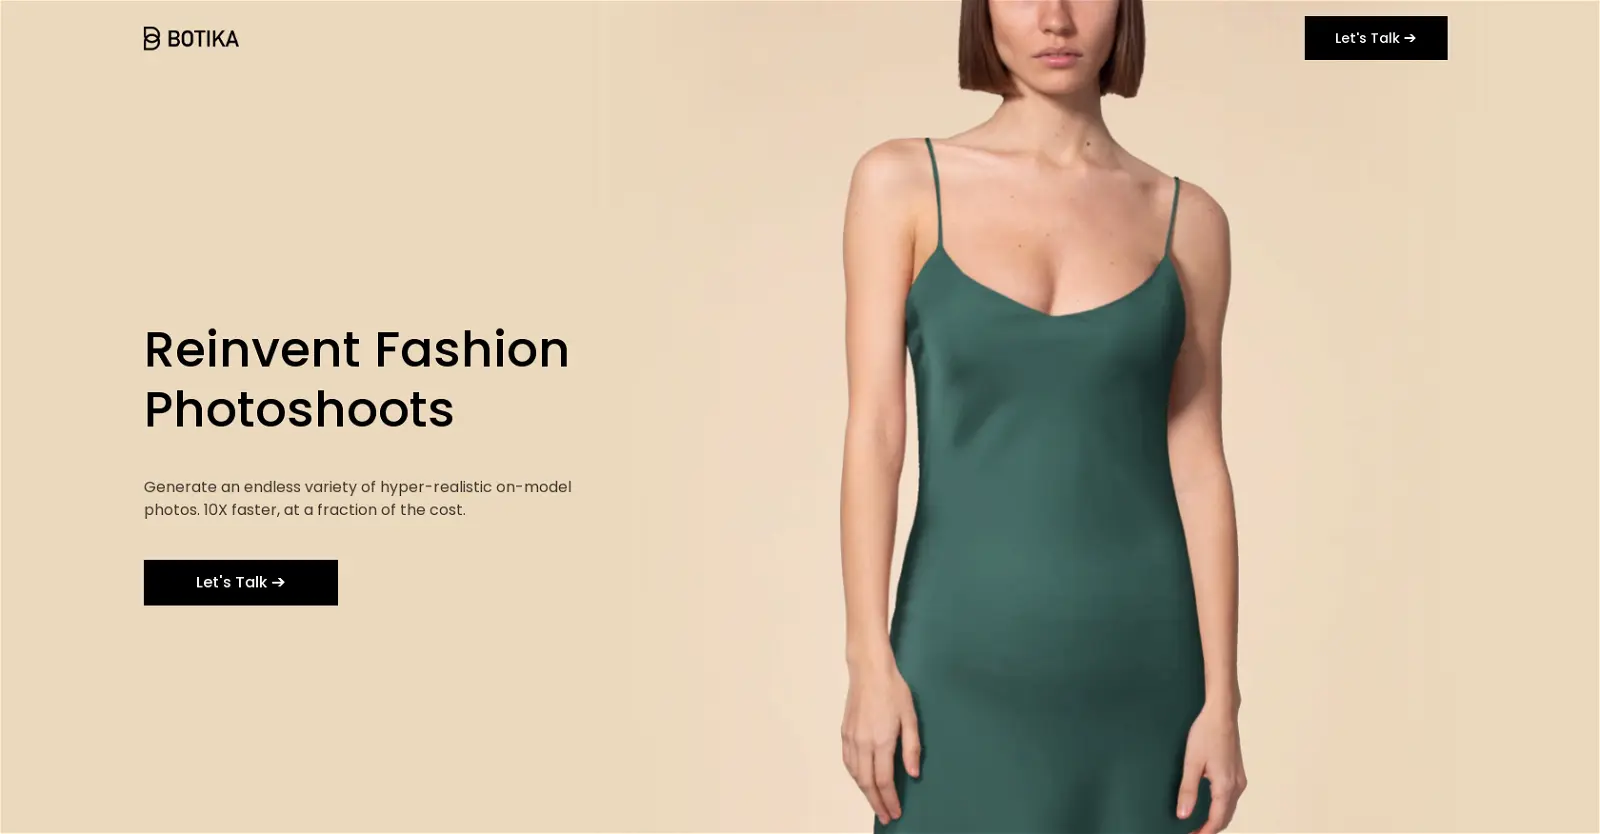 BOTIKA
Let's Talk →
Reinvent Fashion
Photoshoots
Generate an endless variety of hyper-realistic on-model
photos. 10X faster, at a fraction of the cost.
Let's Talk →